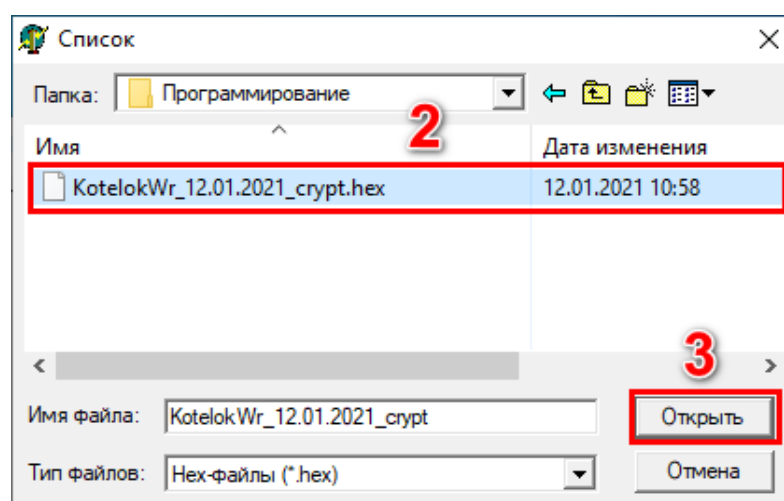 Список
Папка: Программирование
2
Имя Дата изменения
KotelokWr_12.01.2021_crypt.hex 12.01.2021 10:58
3
Имя файла: KotelokWr_12.01.2021_crypt Открыть
Тип файлов: Hex-файлы (*.hex) Отмена